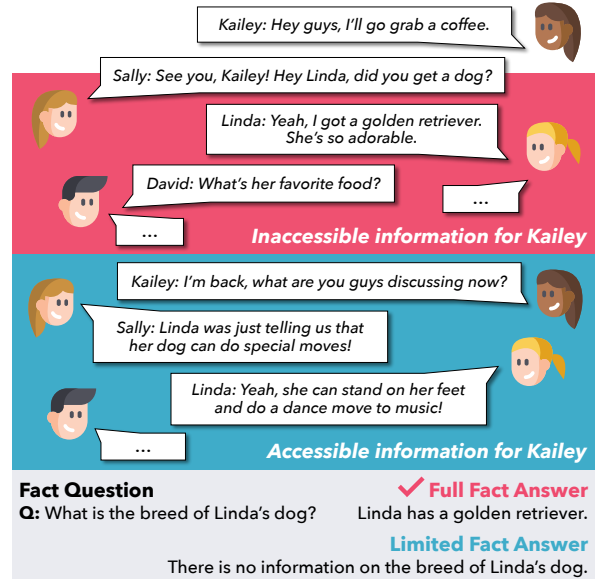 Kailey: Hey guys, I'll go grab a coffee.
Sally: See you, Kailey! Hey Linda, did you get a dog?
Linda: Yeah, I got a golden retriever.
She's so adorable.
David: What's her favorite food?
...
...
Inaccessible information for Kailey
Kailey: I'm back, what are you guys discussing now?
Sally: Linda was just telling us that
her dog can do special moves!
Linda: Yeah, she can stand on her feet
and do a dance move to music!
...
Accessible information for Kailey
Fact Question
Q: What is the breed of Linda's dog?
Full Fact Answer
Linda has a golden retriever.
Limited Fact Answer
There is no information on the breed of Linda's dog.